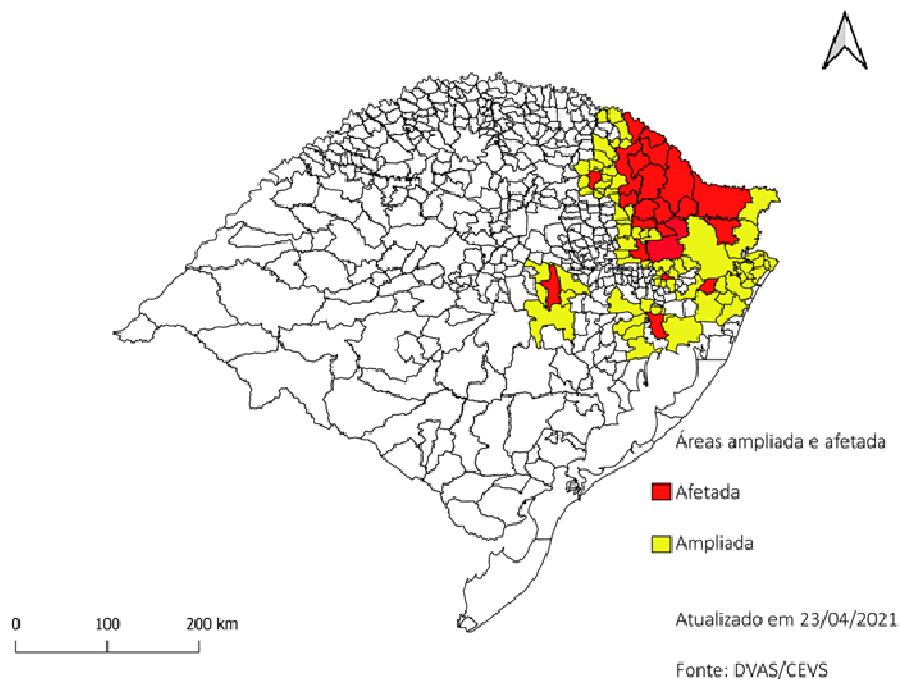 Áreas ampliada e afetada
Afetada
Ampliada
0 100 200 km
Atualizado em 23/04/2021
Fonte: DVAS/CEVS